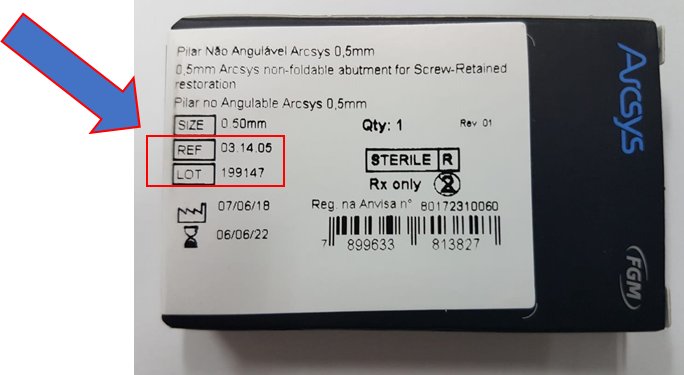 Pilar Não Angulável Arcsys 0,5mm
0,5mm Arcsys non-foldable abutment for Screw-Retained
restoration
Pilar no Angulable Arcsys 0,5mm
SIZE 0.50mm
Qty: 1
Rev 01
REF 03.14.05
LOT 199147
STERILE R
Rx only
2
07/06/18
06/06/22
Reg. na Anvisa n° 80172310060
7 899633 813827
Arcsys
FGM